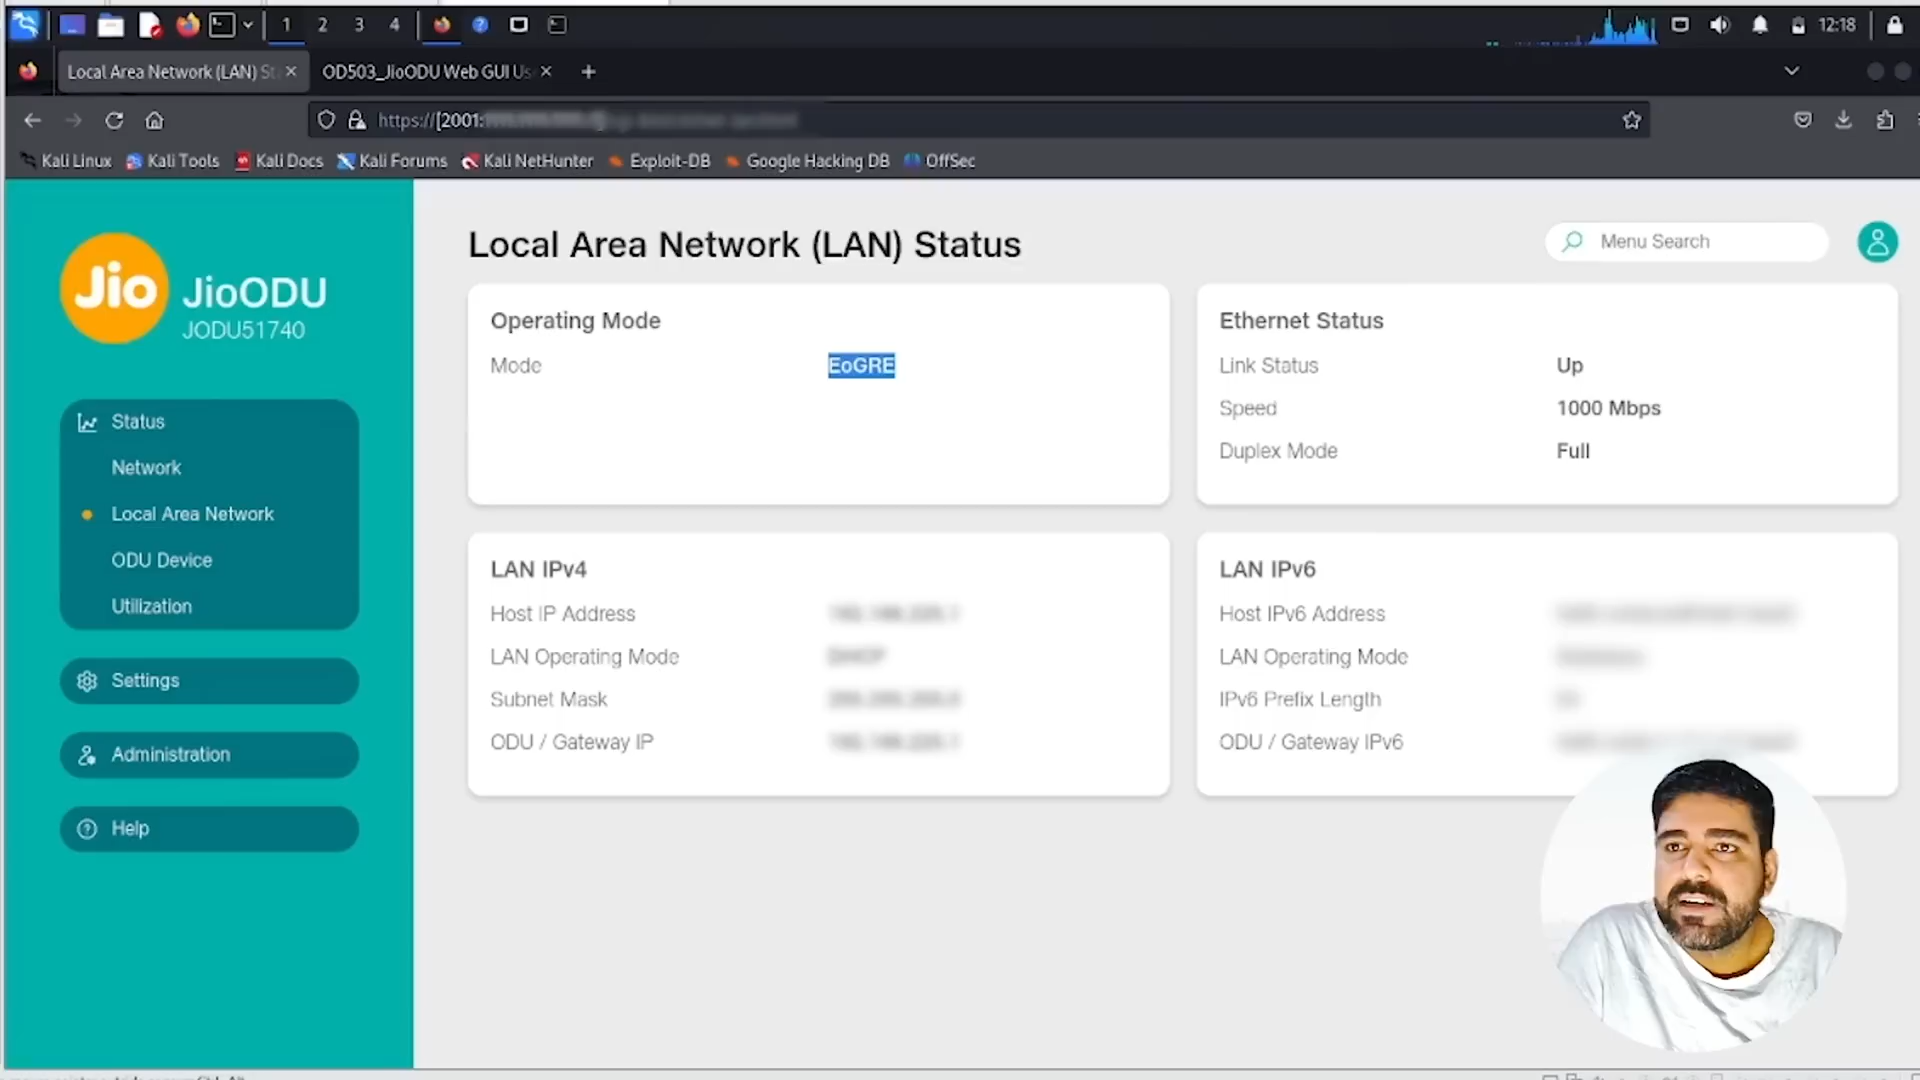 1 2 3 4 12:18
Local Area Network (LAN) St
OD503_JioODU Web GUI Us
https://[2001:
Kali Linux Kali Tools Kali Docs Kali Forums Kali NetHunter Exploit-DB Google Hacking DB OffSec
Jio JioODU
JODU51740
Status
Network
Local Area Network
ODU Device
Utilization
Settings
Administration
Help
Local Area Network (LAN) Status
Menu Search
Operating Mode
Mode EoGRE
Ethernet Status
Link Status Up
Speed 1000 Mbps
Duplex Mode Full
LAN IPv4
Host IP Address
LAN Operating Mode
Subnet Mask
ODU / Gateway IP
LAN IPv6
Host IPv6 Address
LAN Operating Mode
IPv6 Prefix Length
ODU / Gateway IPv6